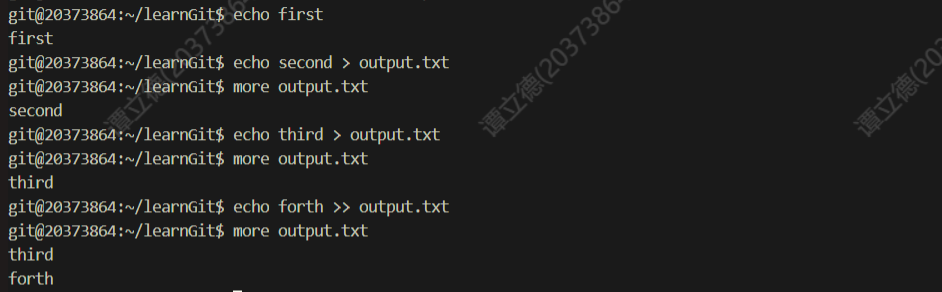 git@20373864:~/learnGit$ echo first
first
git@20373864:~/learnGit$ echo second > output.txt
git@20373864:~/learnGit$ more output.txt
second
git@20373864:~/learnGit$ echo third > output.txt
git@20373864:~/learnGit$ more output.txt
third
git@20373864:~/learnGit$ echo forth >> output.txt
git@20373864:~/learnGit$ more output.txt
third
forth
谭立德(20373864
谭立德(2037386
谭立德(203